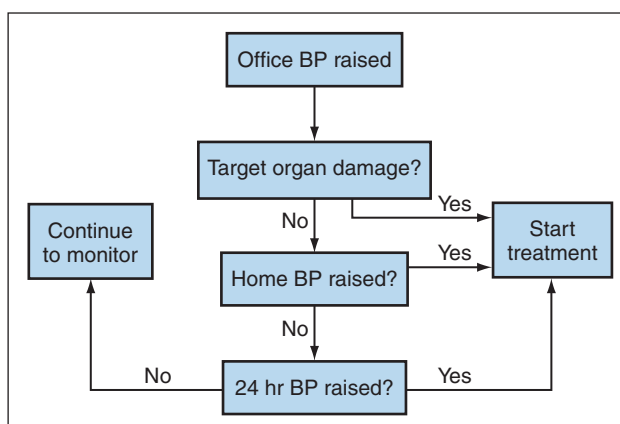 Office BP raised
Target organ damage?
Yes
No
Continue
to monitor
Start
treatment
Yes
Home BP raised?
No
No
24 hr BP raised?
Yes